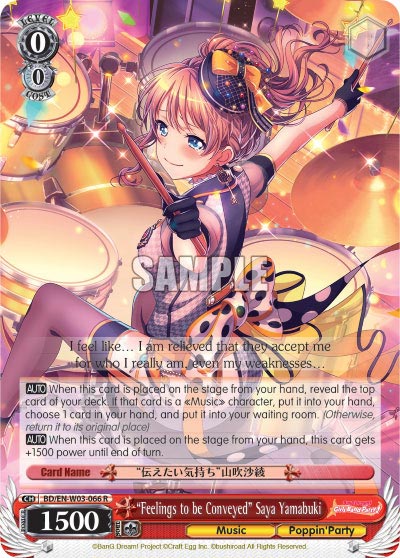 LEVEL
0
0
COST
SAMPLE
I feel like… I am relieved that they accept me
for who I really am, even my weaknesses…
AUTO When this card is placed on the stage from your hand, reveal the top
card of your deck. If that card is a «Music» character, put it into your hand,
choose 1 card in your hand, and put it into your waiting room. (Otherwise,
return it to its original place)
AUTO When this card is placed on the stage from your hand, this card gets
+1500 power until end of turn.
Card Name “伝えたい気持ち”山吹沙綾
CH BD/EN-W03-066 R
"Feelings to be Conveyed" Saya Yamabuki
1500
Music Poppin'Party
©BanG Dream! Project ©Craft Egg Inc. ©bushiroad All Rights Reserved.